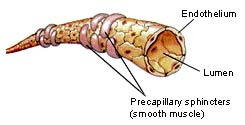 Endothelium
Lumen
Precapillary sphincters
(smooth muscle)